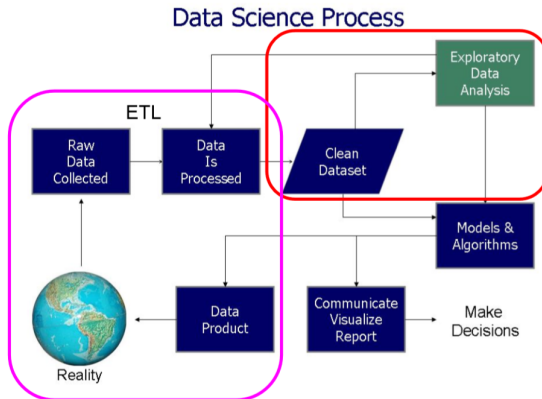 Data Science Process
Exploratory
Data
Analysis
ETL
Raw
Data
Collected
Data
Is
Processed
Clean
Dataset
Models &
Algorithms
Data
Product
Communicate
Visualize
Report
Make
Decisions
Reality